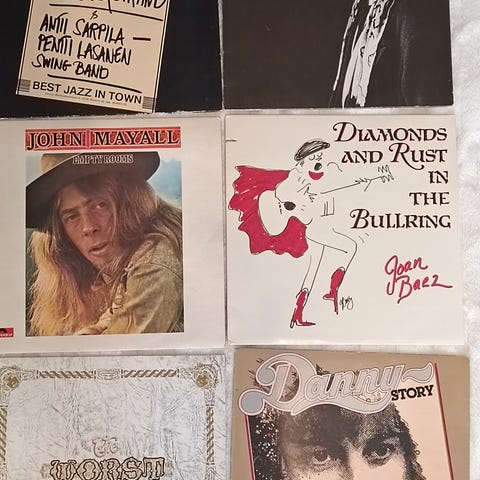 &
ANTTI SARPILA
PENTTI LASANEN
SWING BAND
BEST JAZZ IN TOWN
JOHN MAYALL
EMPTY ROOMS
DIAMONDS
AND RUST
IN
THE
BULLRING
Joan
Baez
THE
WORST
Danny
STORY